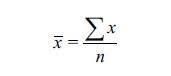 x̄ = ∑x / n